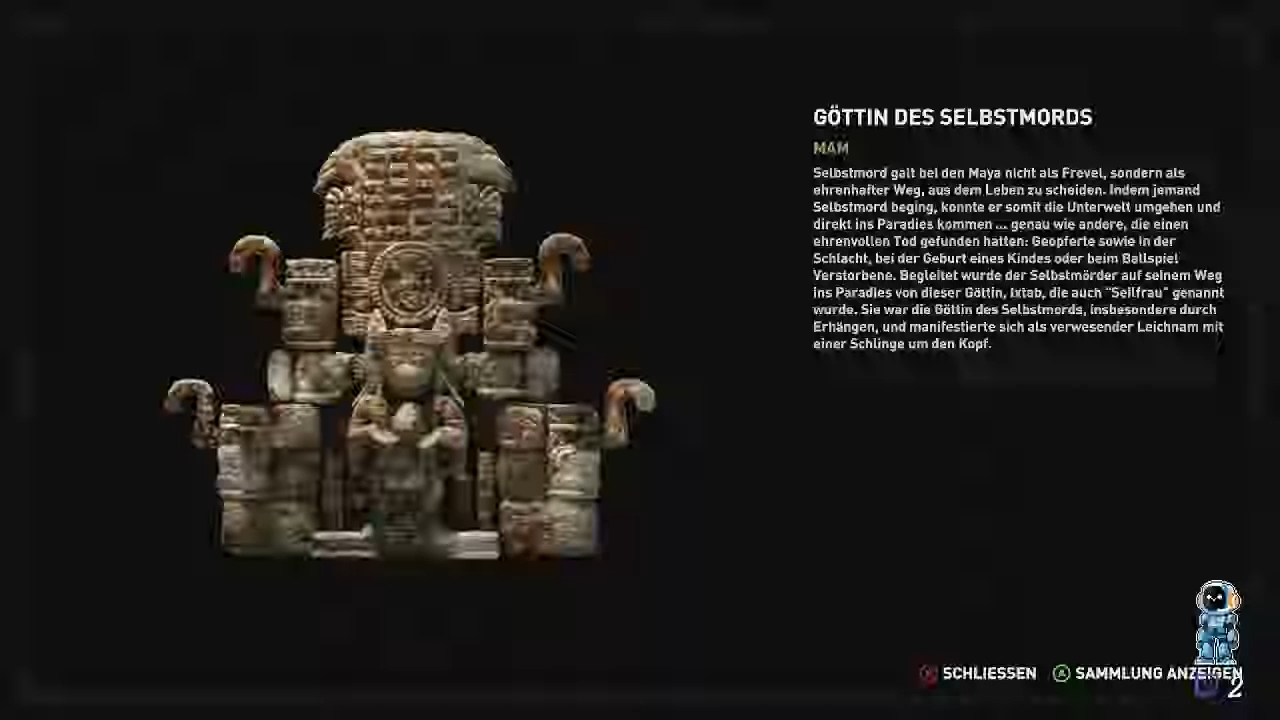 GÖTTIN DES SELBSTMORDS
MAM
Selbstmord galt bei den Maya nicht als Frevel, sondern als
ehrenhafter Weg, aus dem Leben zu scheiden. Indem jemand
Selbstmord beging, konnte er somit die Unterwelt umgehen und
direkt ins Paradies kommen ... genau wie andere, die einen
ehrenvollen Tod gefunden hatten: Geopferte sowie in der
Schlacht, bei der Geburt eines Kindes oder beim Ballspiel
Verstorbene. Begleitet wurde der Selbstmörder auf seinem Weg
ins Paradies von dieser Göttin, Ixtab, die auch "Seilfrau" genannt
wurde. Sie war die Göttin des Selbstmords, insbesondere durch
Erhängen, und manifestierte sich als verwesender Leichnam mit
einer Schlinge um den Kopf.
SCHLIESSEN A SAMMLUNG ANZEIGEN
2